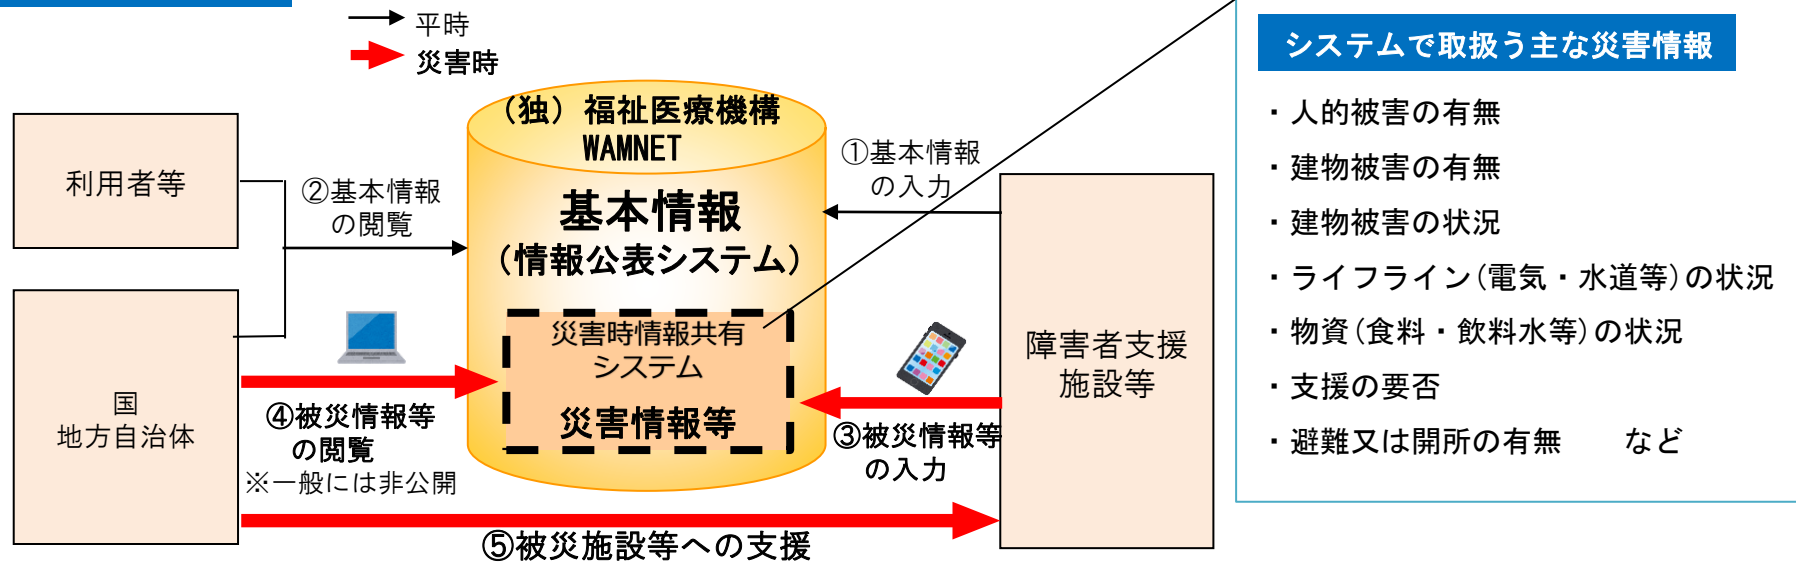 平時
災害時
(独)福祉医療機構
WAMNET
基本情報
(情報公表システム)
災害時情報共有
システム
災害情報等
利用者等
国
地方自治体
②基本情報
の閲覧
④被災情報等
の閲覧
※一般には非公開
①基本情報
の入力
③被災情報等
の入力
障害者支援
施設等
⑤被災施設等への支援
システムで取扱う主な災害情報
・人的被害の有無
・建物被害の有無
・建物被害の状況
・ライフライン(電気・水道等)の状況
・物資(食料・飲料水等)の状況
・支援の要否
・避難又は開所の有無　　など